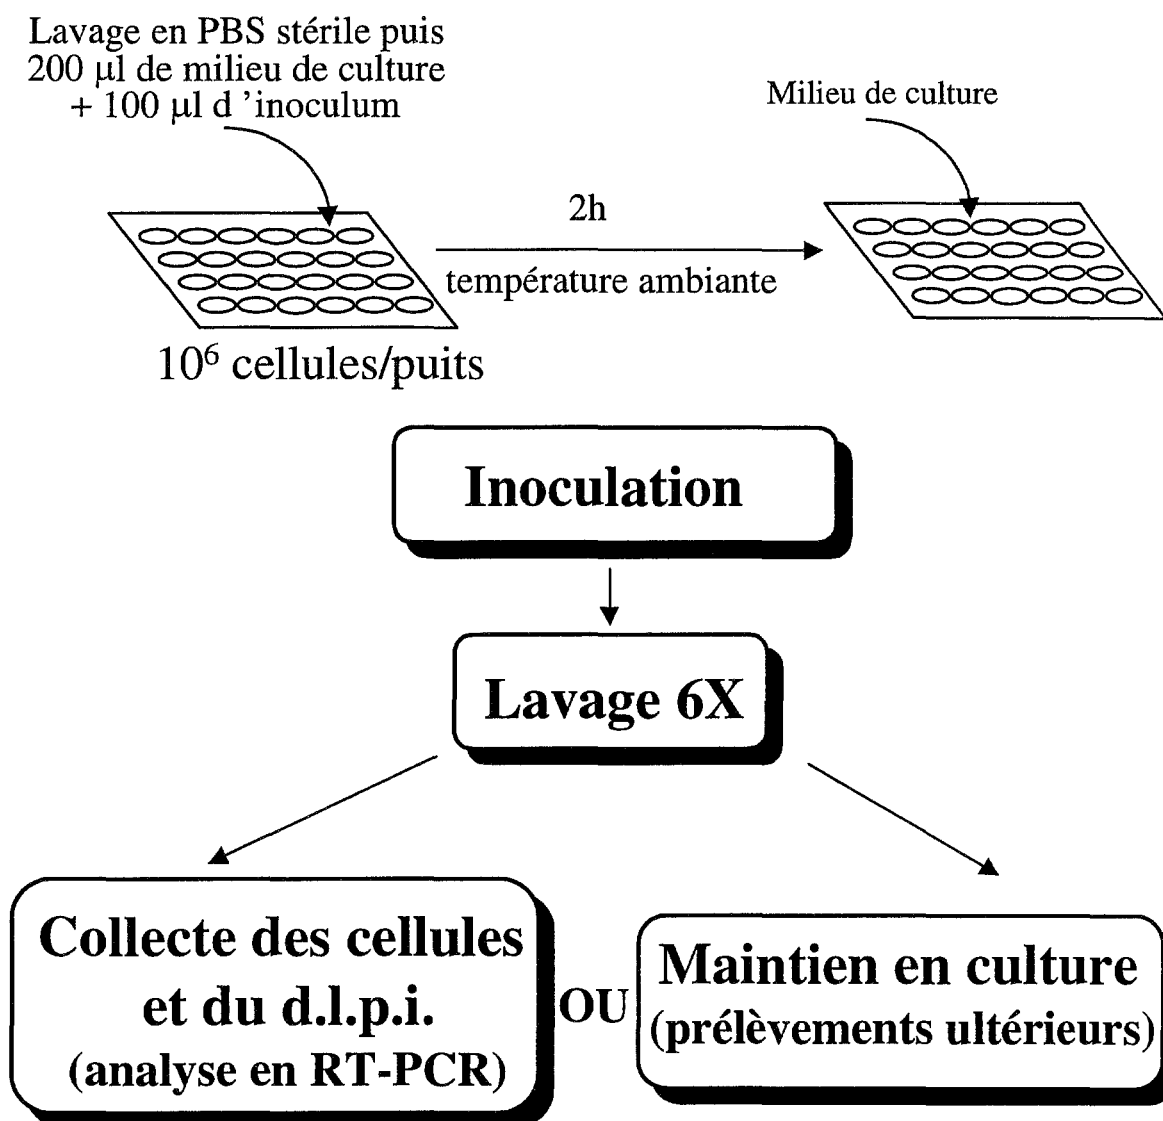 Lavage en PBS stérile puis
200 µl de milieu de culture
+ 100 µl d ’inoculum
Milieu de culture
2h
température ambiante
10⁶ cellules/puits
Inoculation
Lavage 6X
Collecte des cellules
et du d.l.p.i.
(analyse en RT-PCR)
OU
Maintien en culture
(prélèvements ultérieurs)